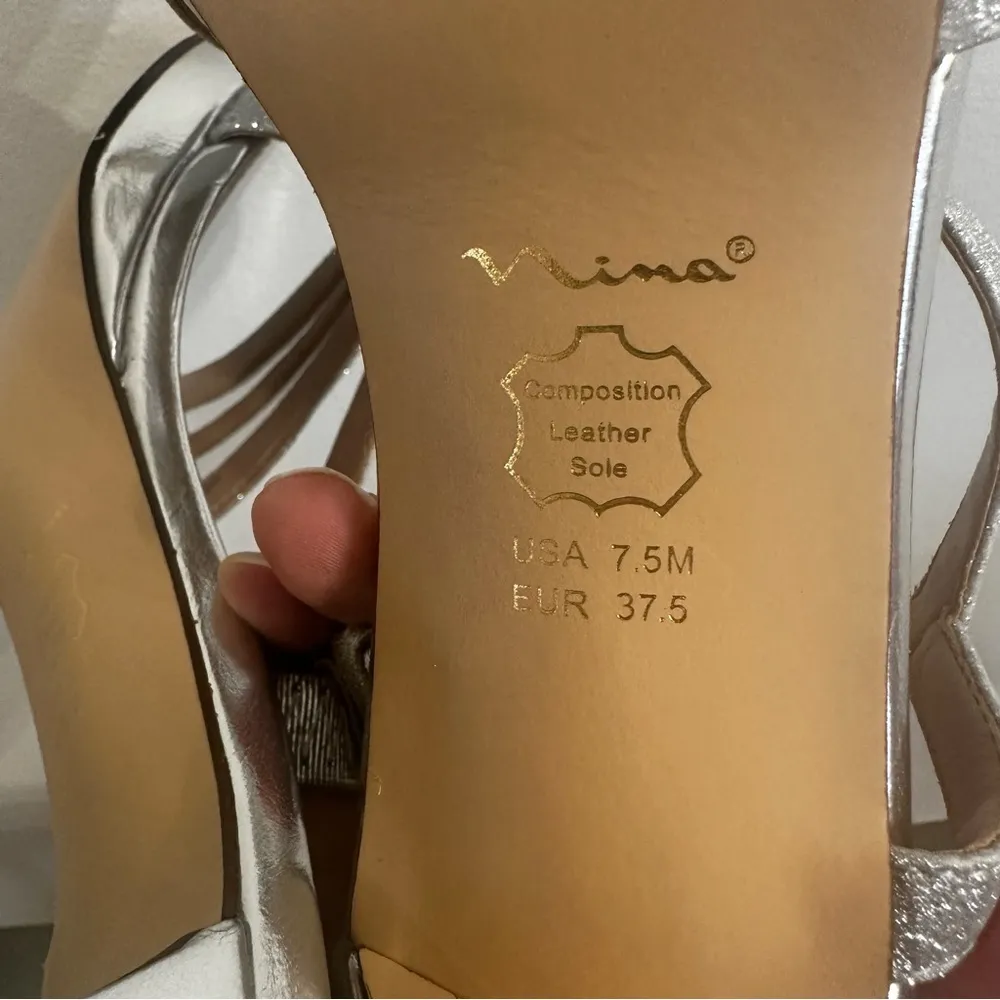 Nina®
Composition
Leather
Sole
USA 7.5M
EUR 37.5